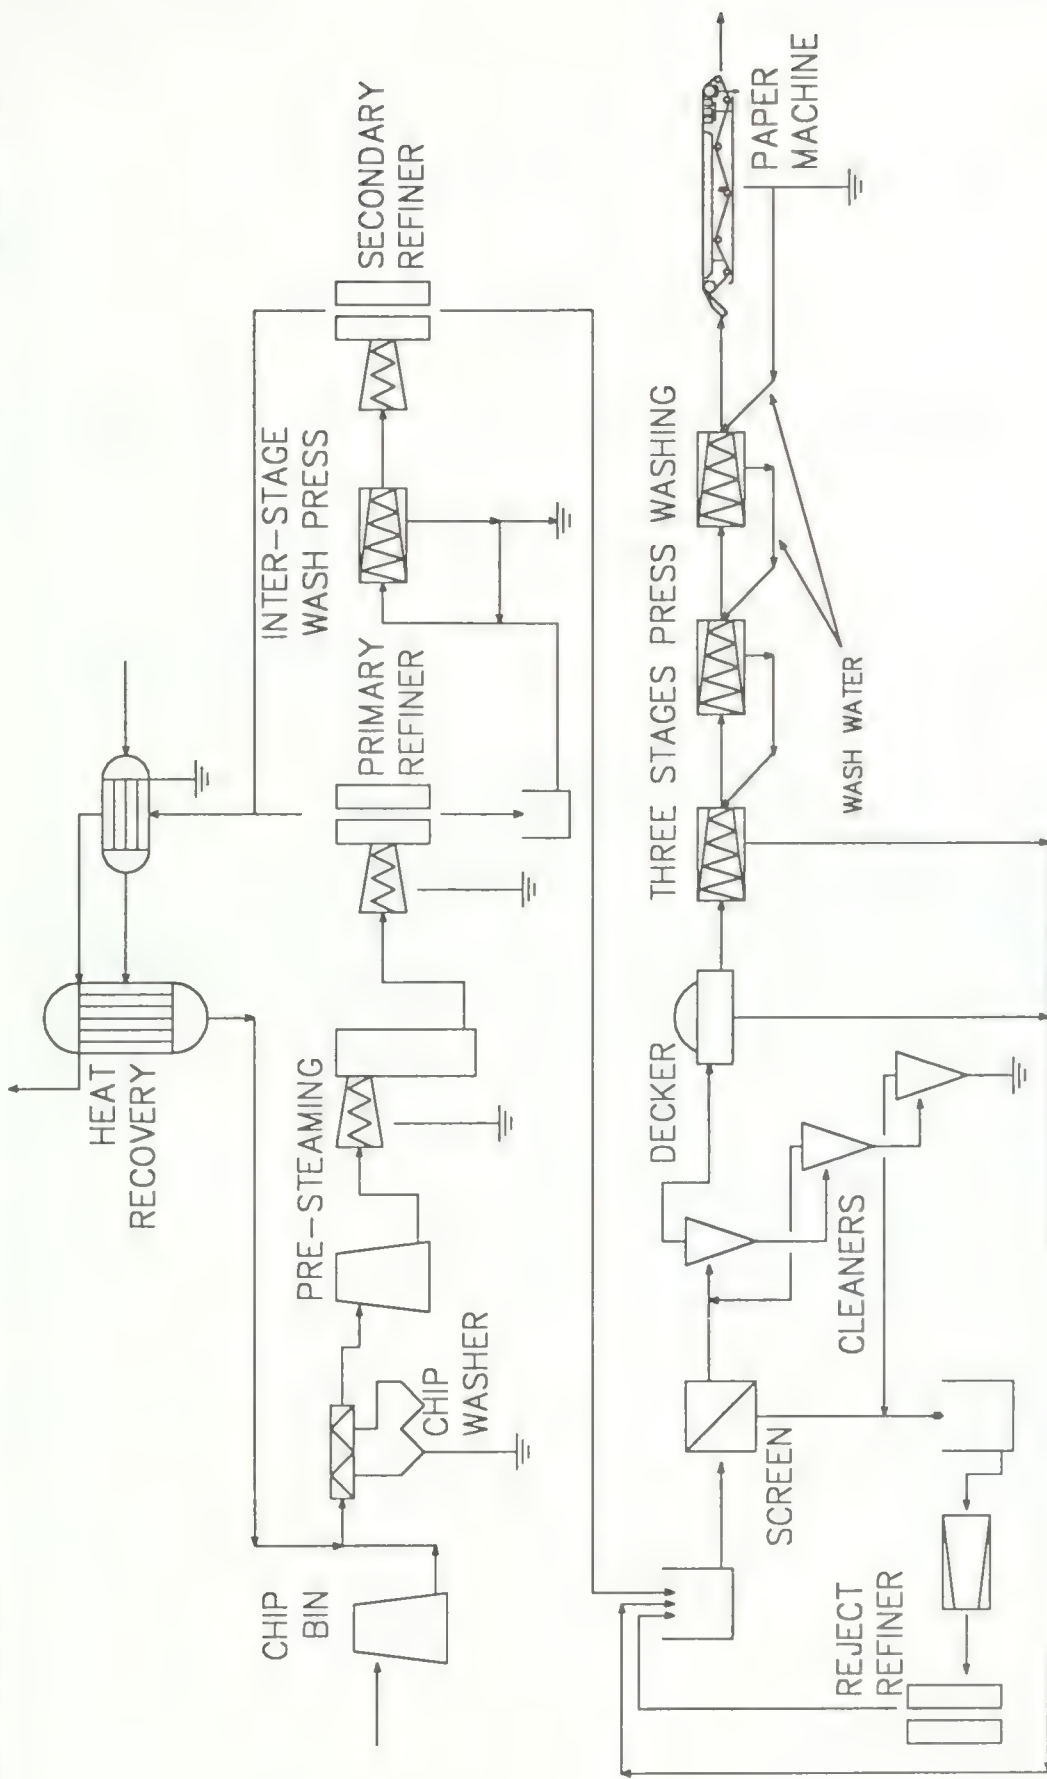 HEAT
RECOVERY
CHIP
BIN
CHIP
WASHER
PRE-STEAMING
PRIMARY
REFINER
INTER-STAGE
WASH PRESS
SECONDARY
REFINER
REJECT
REFINER
SCREEN
CLEANERS
DECKER
THREE STAGES PRESS WASHING
WASH WATER
PAPER
MACHINE